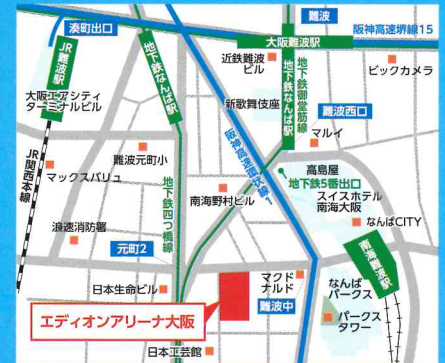 難波
湊町出口
大阪難波駅
阪神高速堺線15
JR難波駅
地下鉄なんば駅
近鉄難波
ビル
地下鉄なんば駅
地下鉄御堂筋線
ビックカメラ
大阪エアシティ
ターミナルビル
新歌舞伎座
難波西口
阪神高速環状線1
マルイ
難波元町小
高島屋
地下鉄5番出口
マックスバリュ
JR関西本線
地下鉄四つ橋線
南海野村ビル
スイスホテル
南海大阪
なんばCITY
浪速消防署
元町2
南海難波駅
日本生命ビル
マクド
ナルド
なんば
パークス
難波中
エディオンアリーナ大阪
パークス
タワー
日本工芸館